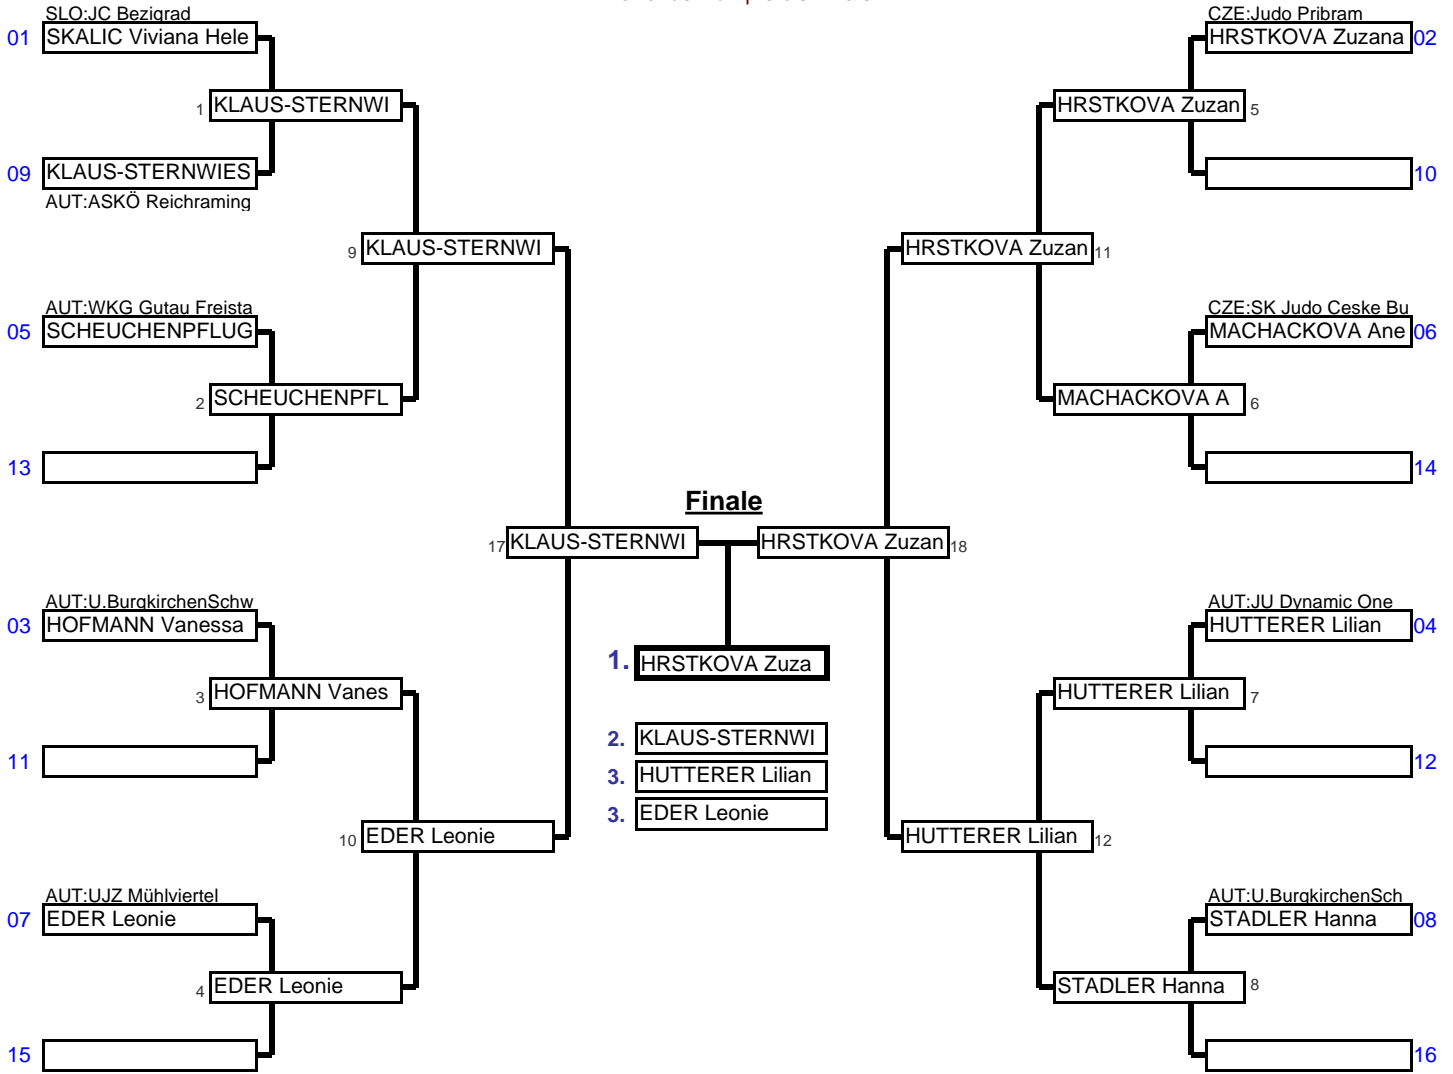 SLO:JC Bezigrad
01 SKALIC Viviana Hele
1 KLAUS-STERNWI
09 KLAUS-STERNWIES
AUT:ASKÖ Reichraming
9 KLAUS-STERNWI
AUT:WKG Gutau Freista
05 SCHEUCHENPFLUG
2 SCHEUCHENPFL
13
17 KLAUS-STERNWI
AUT:U.BurgkirchenSchw
03 HOFMANN Vanessa
3 HOFMANN Vanes
11
10 EDER Leonie
AUT:UJZ Mühlviertel
07 EDER Leonie
4 EDER Leonie
15
Finale
1. HRSTKOVA Zuza
2. KLAUS-STERNWI
3. HUTTERER Lilian
3. EDER Leonie
CZE:Judo Pribram
HRSTKOVA Zuzana 02
HRSTKOVA Zuzan 5
10
HRSTKOVA Zuzan 11
CZE:SK Judo Ceske Bu
MACHACKOVA Ane 06
MACHACKOVA A 6
14
HRSTKOVA Zuzan 18
AUT:JU Dynamic One
HUTTERER Lilian 04
HUTTERER Lilian 7
12
HUTTERER Lilian 12
AUT:U.BurgkirchenSch
STADLER Hanna 08
STADLER Hanna 8
16